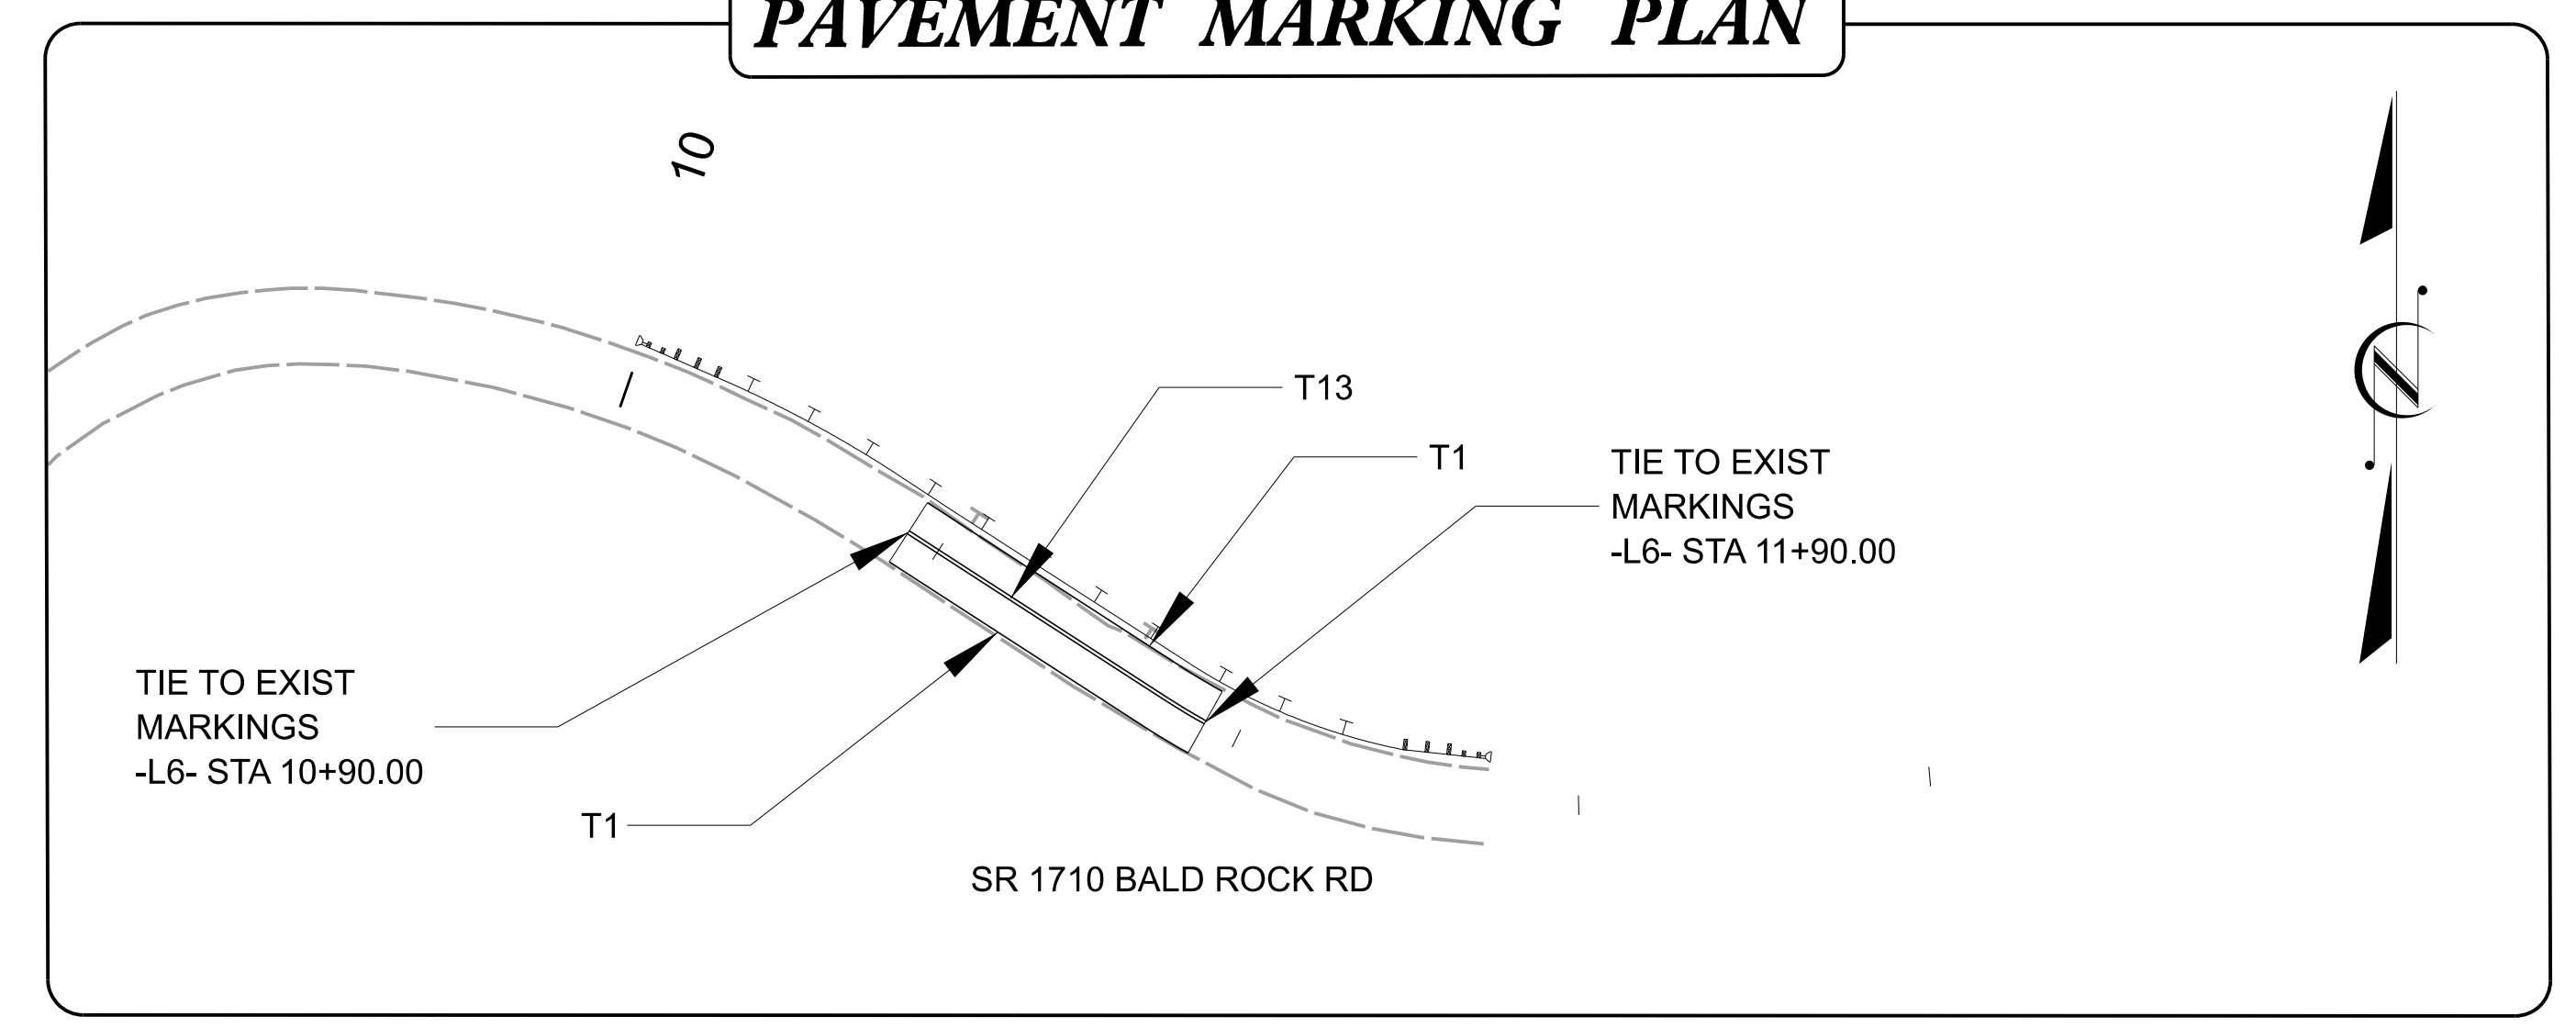 PAVEMENT MARKING PLAN
10
T13
T1
TIE TO EXIST
MARKINGS
-L6- STA 11+90.00
N
TIE TO EXIST
MARKINGS
-L6- STA 10+90.00
T1
SR 1710 BALD ROCK RD